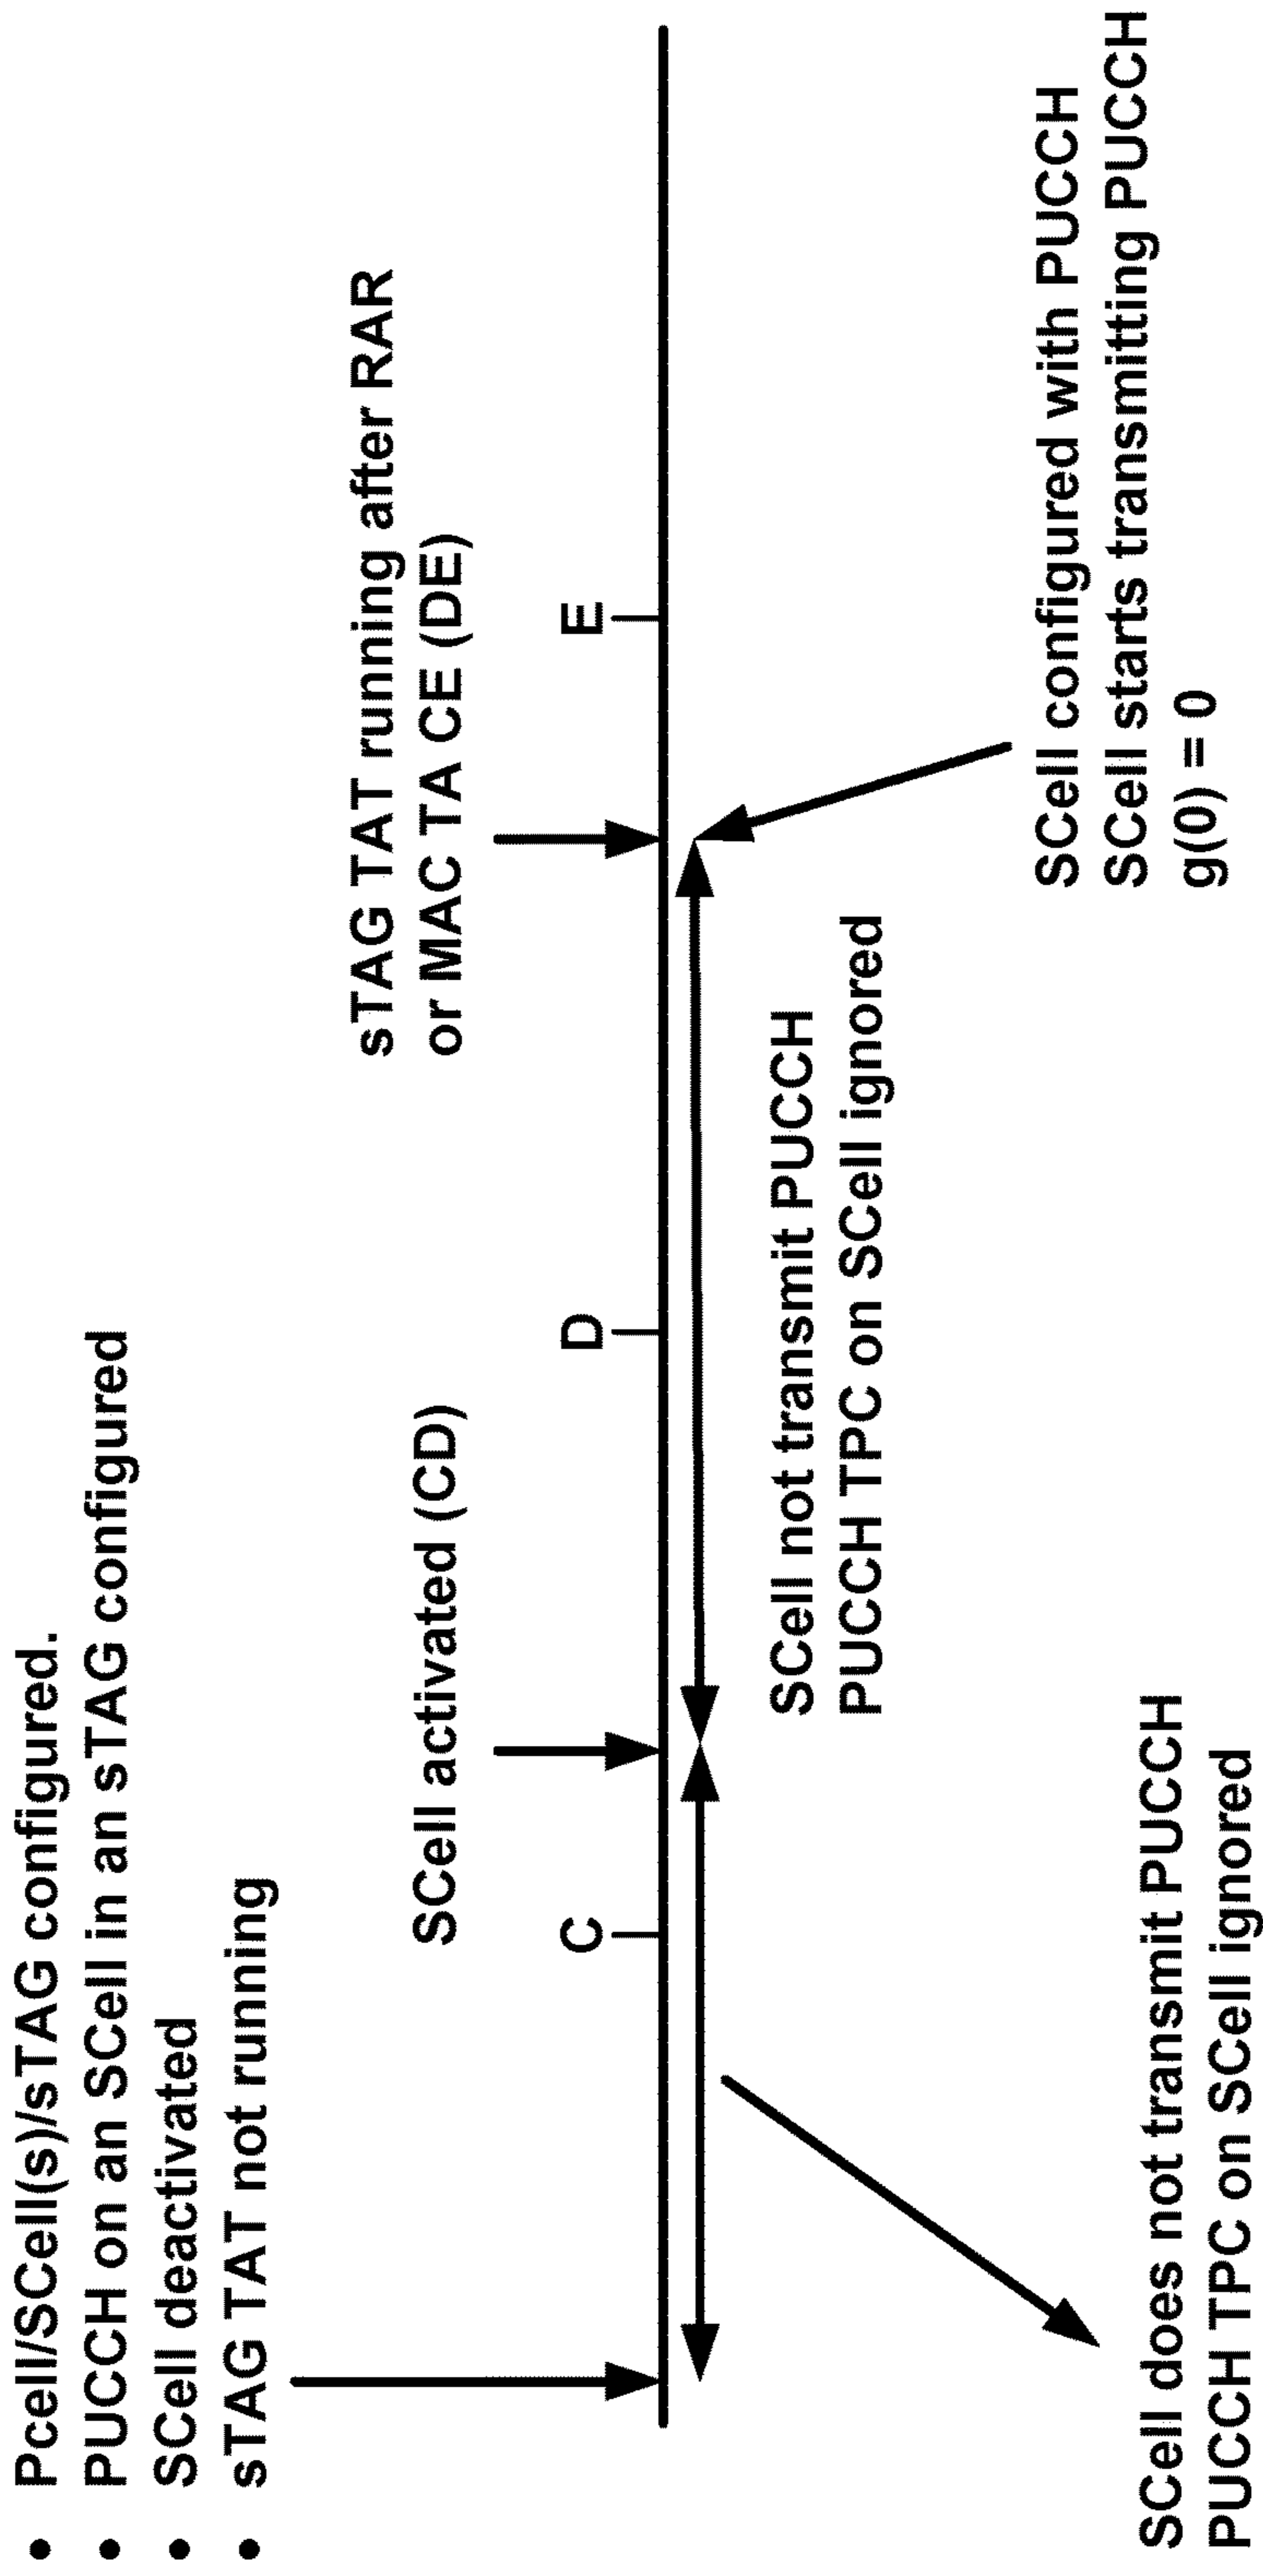 • Pcell/SCell(s)/sTAG configured.
• PUCCH on an SCell in an sTAG configured
• SCell deactivated
• sTAG TAT not running
SCell activated (CD)
sTAG TAT running after RAR
or MAC TA CE (DE)
C
D
E
SCell not transmit PUCCH
PUCCH TPC on SCell ignored
SCell does not transmit PUCCH
PUCCH TPC on SCell ignored
SCell configured with PUCCH
SCell starts transmitting PUCCH
g(0) = 0